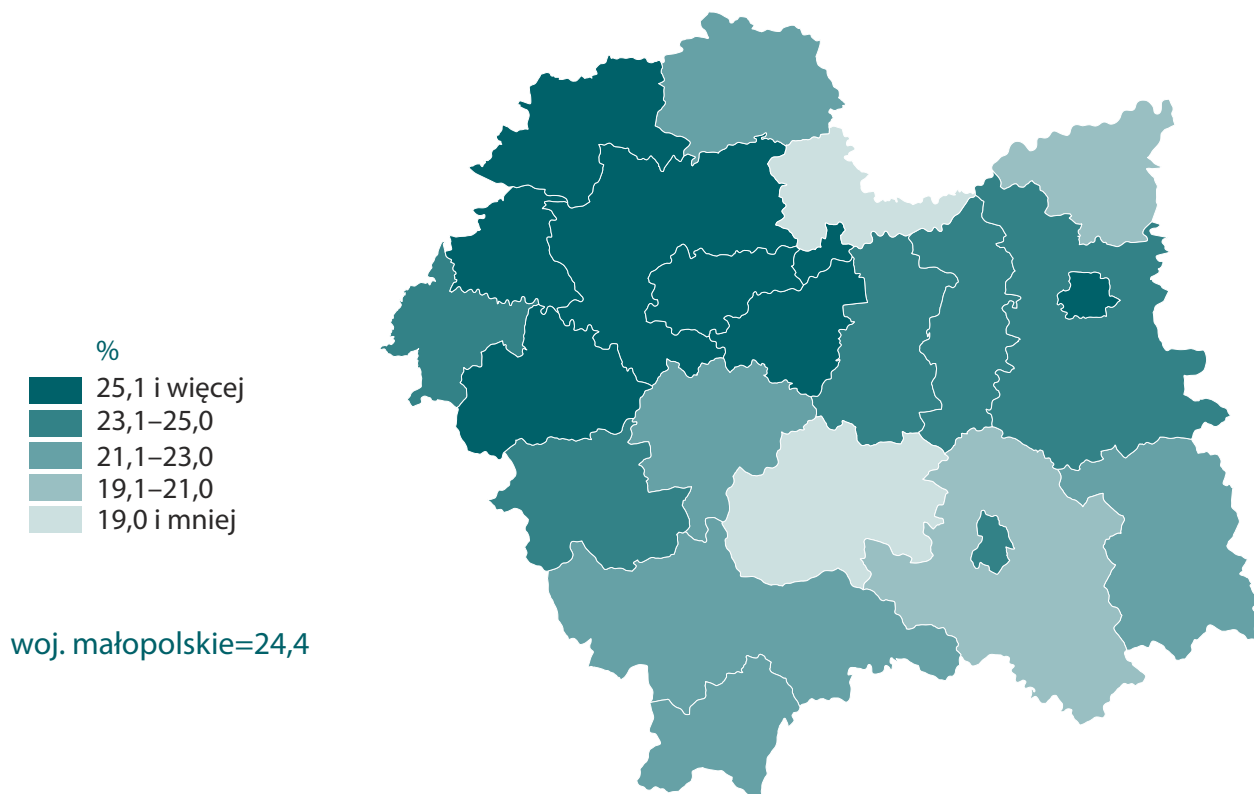 %
25,1 i więcej
23,1–25,0
21,1–23,0
19,1–21,0
19,0 i mniej
woj. małopolskie=24,4